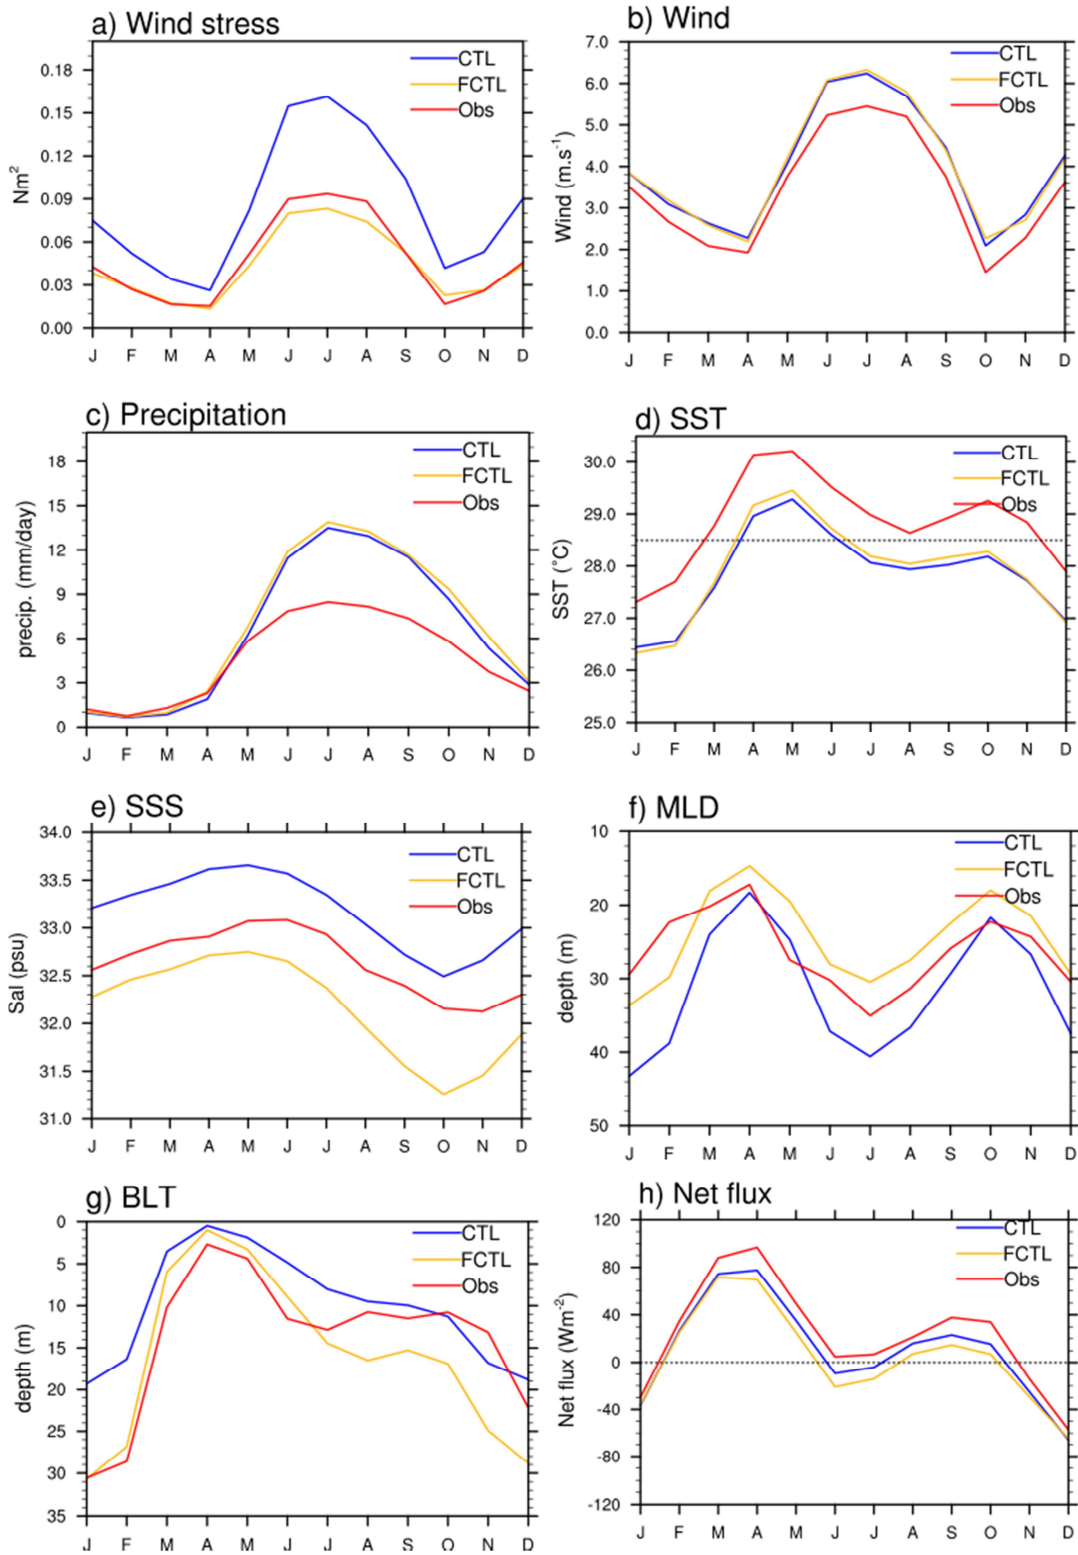 a) Wind stress
CTL
FCTL
Obs
Nm²
0.18
0.15
0.12
0.09
0.06
0.03
0.00
J F M A M J J A S O N D
b) Wind
CTL
FCTL
Obs
Wind (m.s⁻¹)
7.0
6.0
5.0
4.0
3.0
2.0
1.0
0.0
J F M A M J J A S O N D
c) Precipitation
CTL
FCTL
Obs
precip. (mm/day)
18
15
12
9
6
3
0
J F M A M J J A S O N D
d) SST
CTL
FCTL
Obs
SST (°C)
30.0
29.0
28.0
27.0
26.0
25.0
J F M A M J J A S O N D
e) SSS
CTL
FCTL
Obs
Sal (psu)
34.0
33.5
33.0
32.5
32.0
31.5
31.0
J F M A M J J A S O N D
f) MLD
CTL
FCTL
Obs
depth (m)
10
20
30
40
50
J F M A M J J A S O N D
g) BLT
CTL
FCTL
Obs
depth (m)
0
5
10
15
20
25
30
35
J F M A M J J A S O N D
h) Net flux
CTL
FCTL
Obs
Net flux (Wm⁻²)
120
80
40
0
-40
-80
-120
J F M A M J J A S O N D